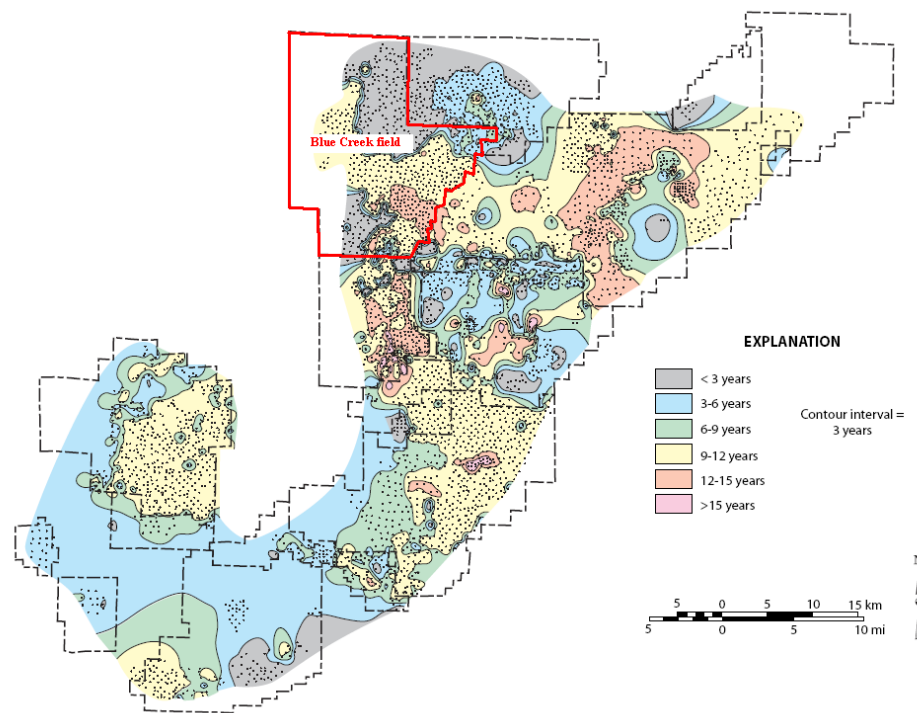 Blue Creek field
EXPLANATION
< 3 years
3-6 years
6-9 years
9-12 years
12-15 years
>15 years
Contour interval =
3 years
5 0 5 10 15 km
5 0 5 10 mi
N